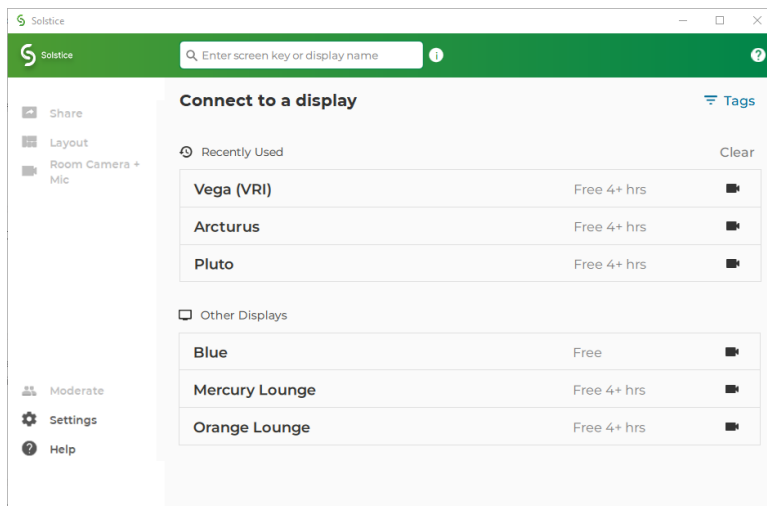 Solstice
Solstice
Enter screen key or display name
Share
Layout
Room Camera +
Mic
Moderate
Settings
Help
Connect to a display
Tags
Recently Used
Clear
Vega (VRI) Free 4+ hrs
Arcturus Free 4+ hrs
Pluto Free 4+ hrs
Other Displays
Blue Free
Mercury Lounge Free 4+ hrs
Orange Lounge Free 4+ hrs